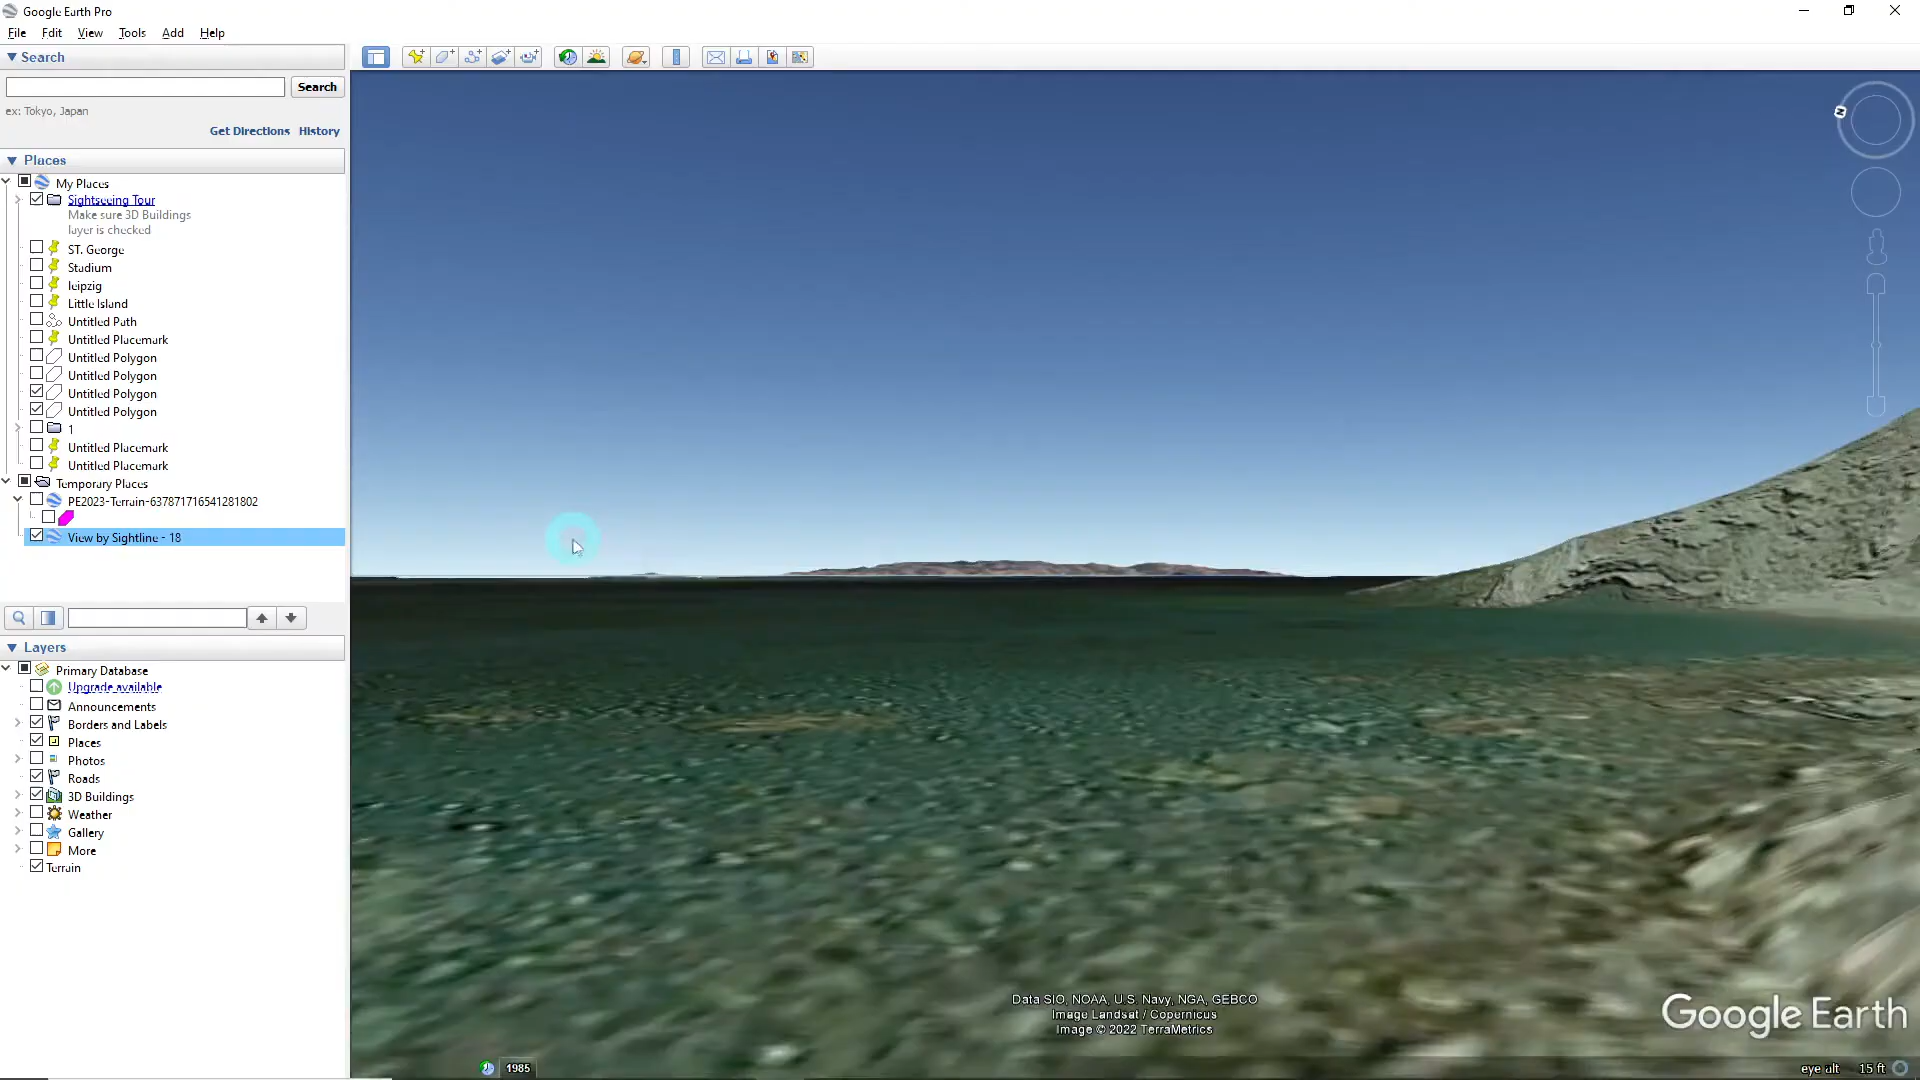 Google Earth Pro
File Edit View Tools Add Help
Search
Search
ex: Tokyo, Japan
Get Directions History
Places
My Places
Sightseeing Tour
Make sure 3D Buildings
layer is checked
ST. George
Stadium
leipzig
Little Island
Untitled Path
Untitled Placemark
Untitled Polygon
Untitled Polygon
Untitled Polygon
Untitled Polygon
1
Untitled Placemark
Untitled Placemark
Temporary Places
PE2023-Terrain-637871716541281802
View by Sightline - 18
Layers
Primary Database
Upgrade available
Announcements
Borders and Labels
Places
Photos
Roads
3D Buildings
Weather
Gallery
More
Terrain
N
Data SIO, NOAA, U.S. Navy, NGA, GEBCO
Image Landsat / Copernicus
Image © 2022 TerraMetrics
Google Earth
1985
eye alt 15 ft